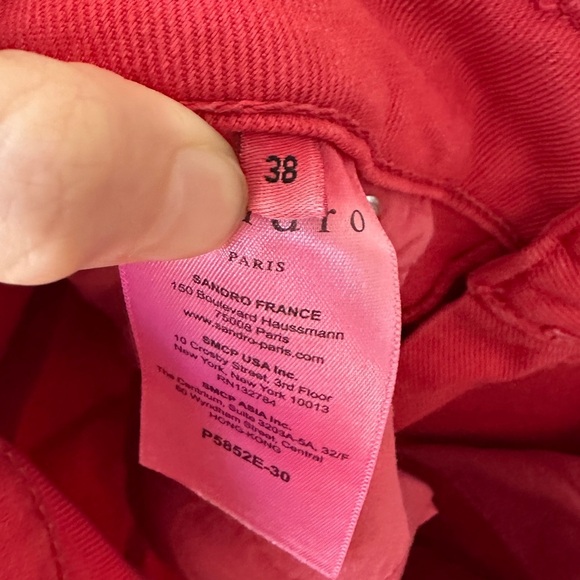 38
dro
PARIS
SANDRO FRANCE
150 Boulevard Haussmann
75008 Paris
www.sandro-paris.com
SMCP USA Inc.
10 Crosby Street, 3rd Floor
New York, New York 10013
RN132784
SMCP ASIA Inc.
The Centrium, Suite 3203A-5A, 32/F
60 Wyndham Street, Central
HONG-KONG
P5852E-30